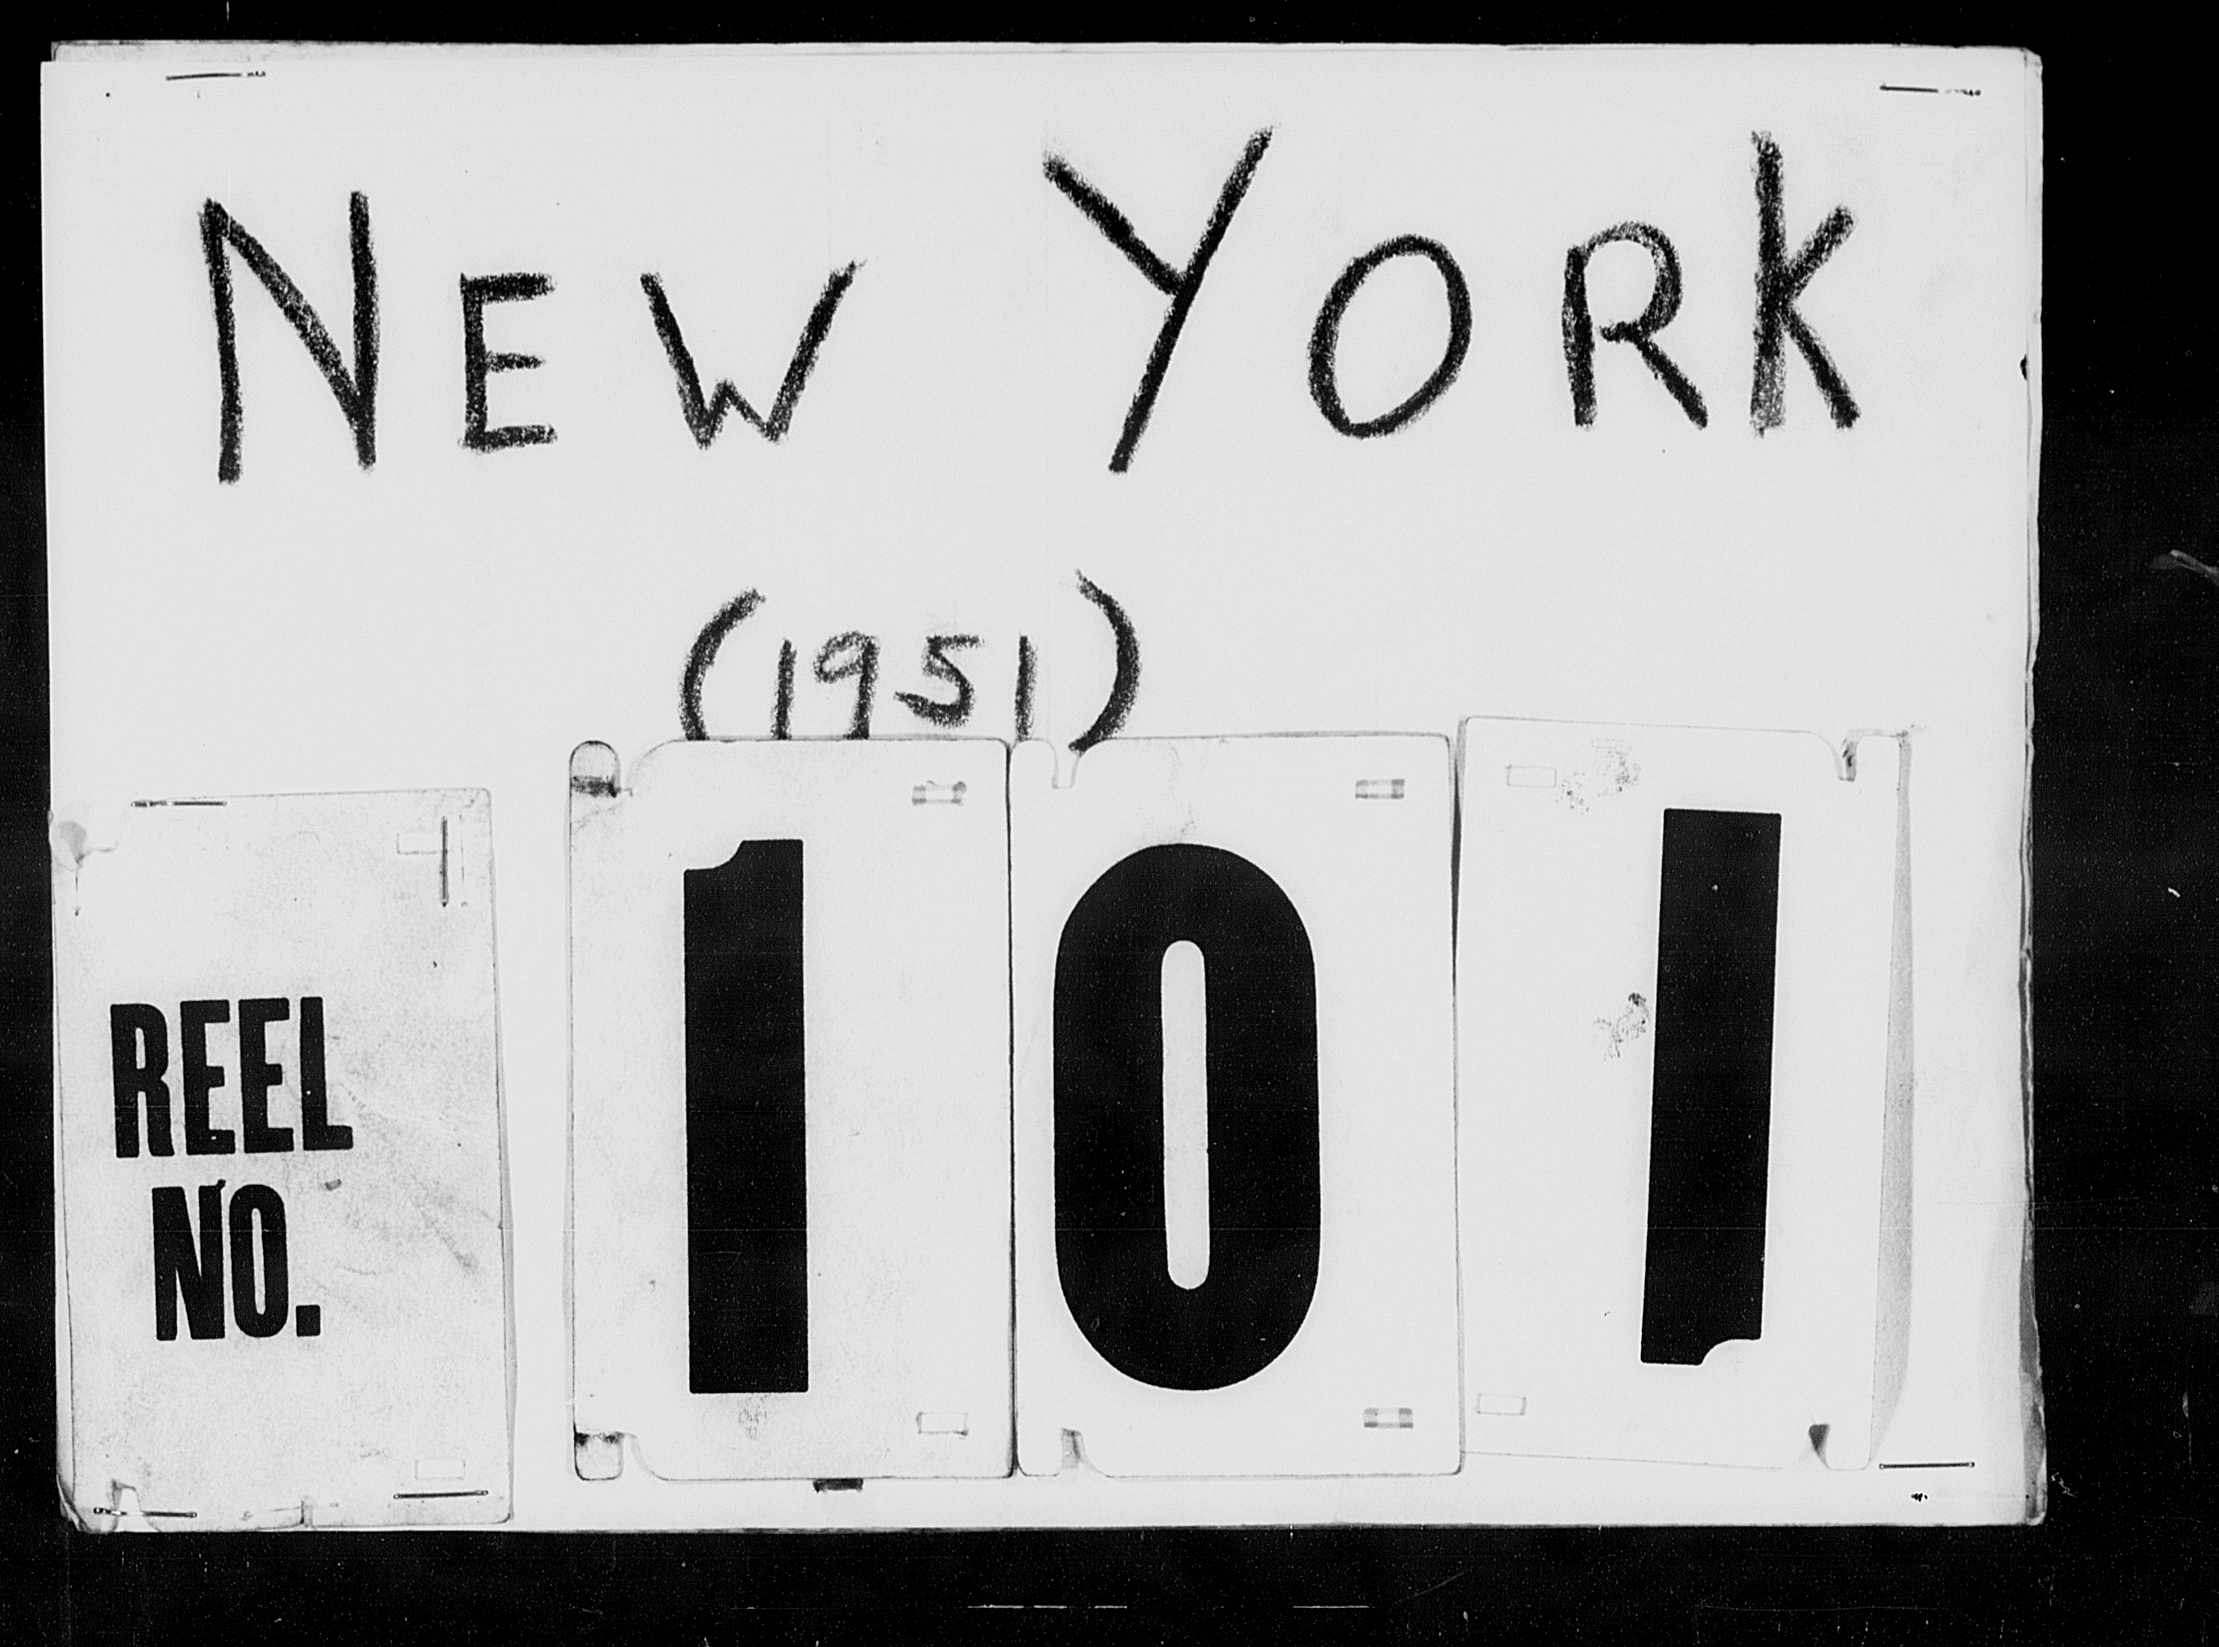 NEW YORK
(1951)
REEL
NO.
101